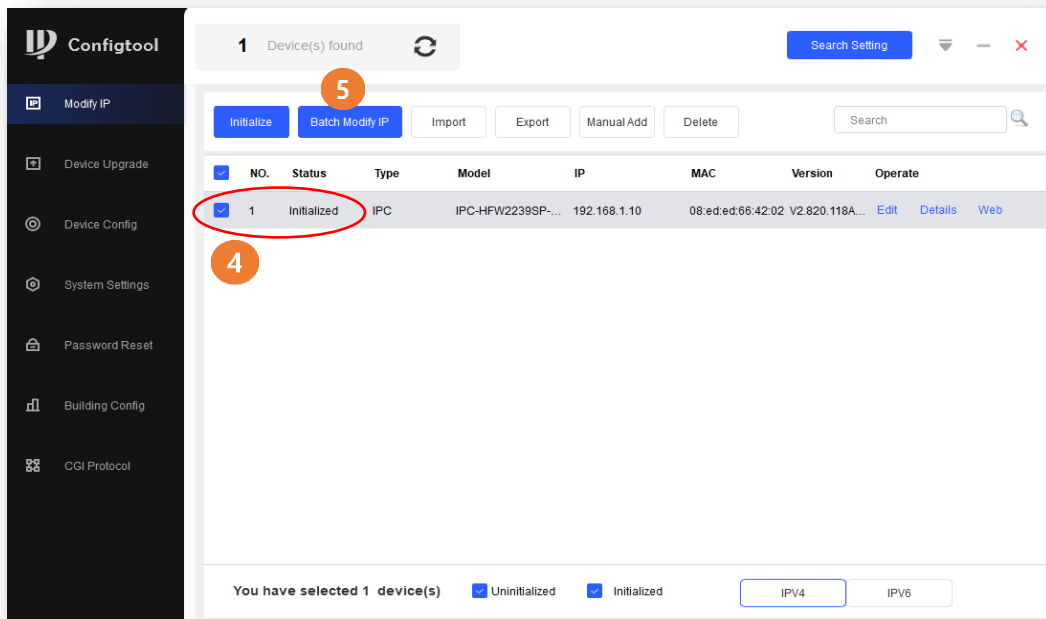 Configtool
1 Device(s) found
Search Setting
5
Modify IP
Initialize Batch Modify IP Import Export Manual Add Delete Search
Device Upgrade
NO. Status Type Model IP MAC Version Operate
1 Initialized IPC IPC-HFW2239SP-... 192.168.1.10 08:ed:ed:66:42:02 V2.820.118A... Edit Details Web
Device Config
4
System Settings
Password Reset
Building Config
CGI Protocol
You have selected 1 device(s) Uninitialized Initialized IPV4 IPV6